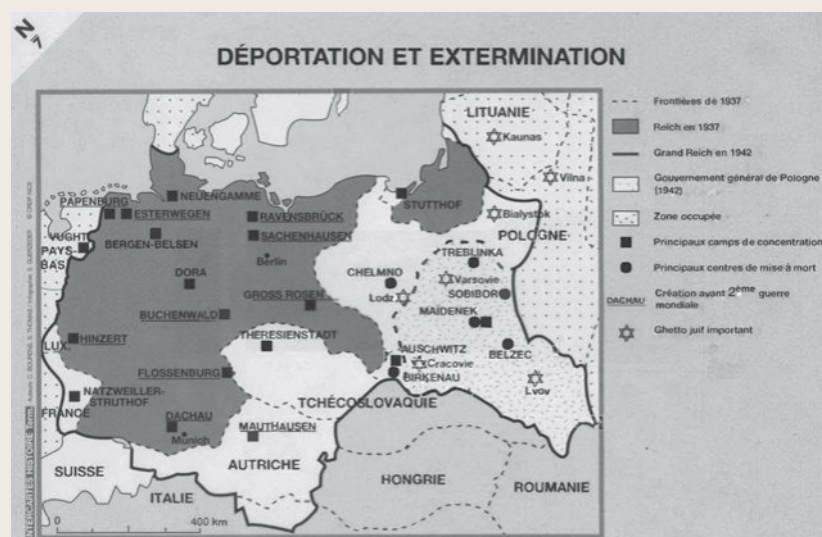 N
DÉPORTATION ET EXTERMINATION
LITUANIE
Kaunas
Vilna
PAPENBURG
NEUENGAMME
STUTTHOF
ESTERWEGEN
RAVENSBRÜCK
Bialystok
VUGHT
BERGEN-BELSEN
SACHENHAUSEN
POLOGNE
PAYS-
BAS
Berlin
TREBLINKA
DORA
CHELMNO
Varsovie
Lodz
SOBIBOR
GROSS ROSEN
BUCHENWALD
MAÏDENEK
LUX.
HINZERT
THERESIENSTADT
BELZEC
AUSCHWITZ
FLOSSENBURG
Cracovie
BIRKENAU
NATZWEILLER-
STRUTHOF
Lvov
FRANCE
TCHÉCOSLOVAQUIE
DACHAU
MAUTHAUSEN
Munich
AUTRICHE
HONGRIE
SUISSE
ROUMANIE
ITALIE
0 400 km
Frontières de 1937
Reich en 1937
Grand Reich en 1942
Gouvernement général de Pologne
(1942)
Zone occupée
Principaux camps de concentration
Principaux centres de mise à mort
DACHAU Création avant 2ème guerre
mondiale
Ghetto juif important
INTERCARTES HISTOIRE